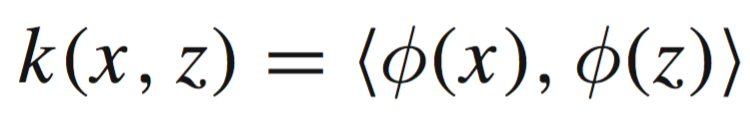 k(x, z) = ⟨ϕ(x), ϕ(z)⟩